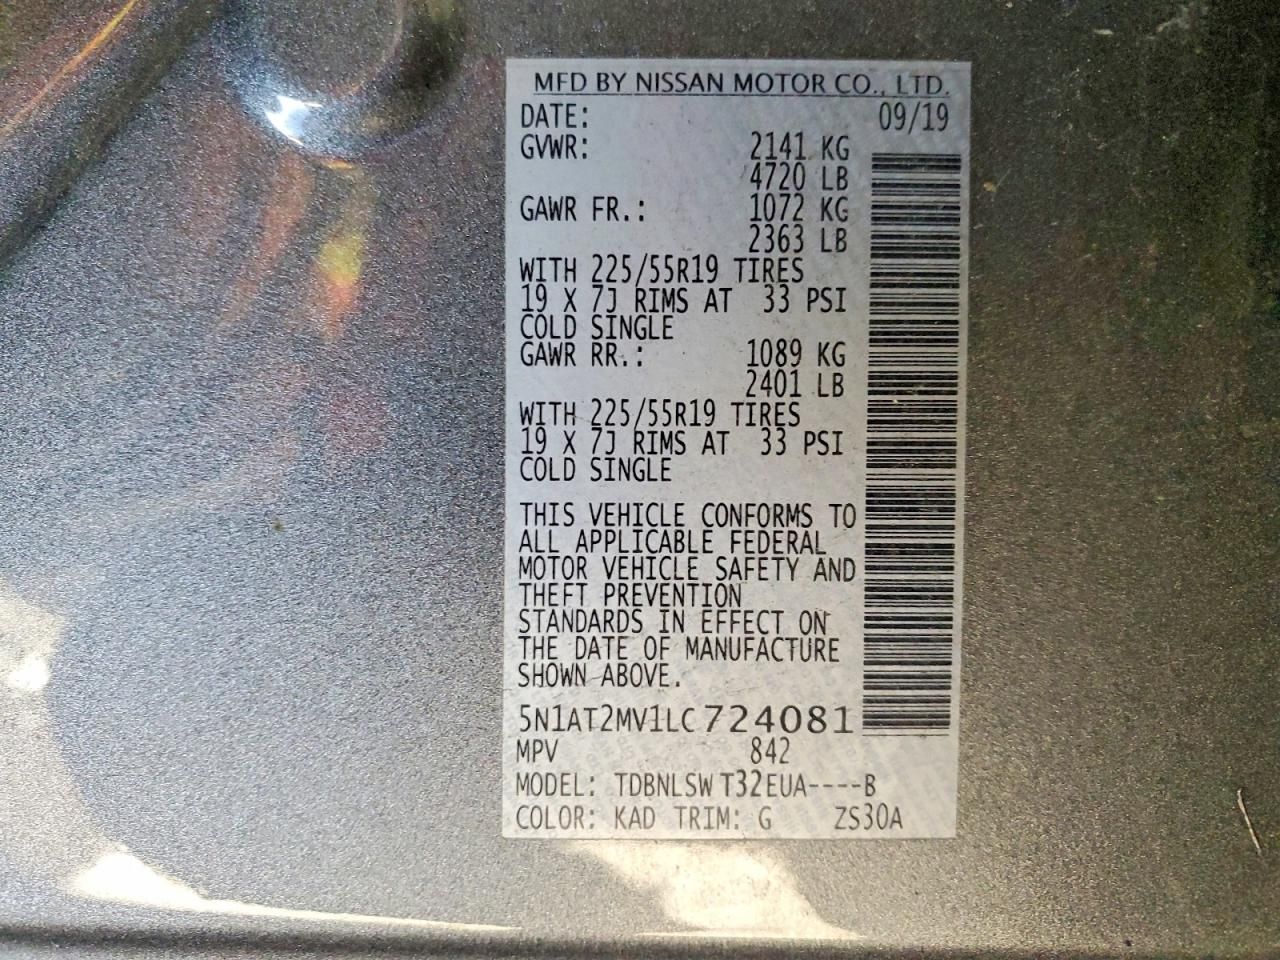 MFD BY NISSAN MOTOR CO., LTD.
DATE: 09/19
GVWR: 2141 KG
4720 LB
GAWR FR.: 1072 KG
2363 LB
WITH 225/55R19 TIRES
19 X 7J RIMS AT 33 PSI
COLD SINGLE
GAWR RR.: 1089 KG
2401 LB
WITH 225/55R19 TIRES
19 X 7J RIMS AT 33 PSI
COLD SINGLE
THIS VEHICLE CONFORMS TO
ALL APPLICABLE FEDERAL
MOTOR VEHICLE SAFETY AND
THEFT PREVENTION
STANDARDS IN EFFECT ON
THE DATE OF MANUFACTURE
SHOWN ABOVE.
5N1AT2MV1LC724081
MPV 842
MODEL: TDBNLSW T32EUA----B
COLOR: KAD TRIM: G ZS30A